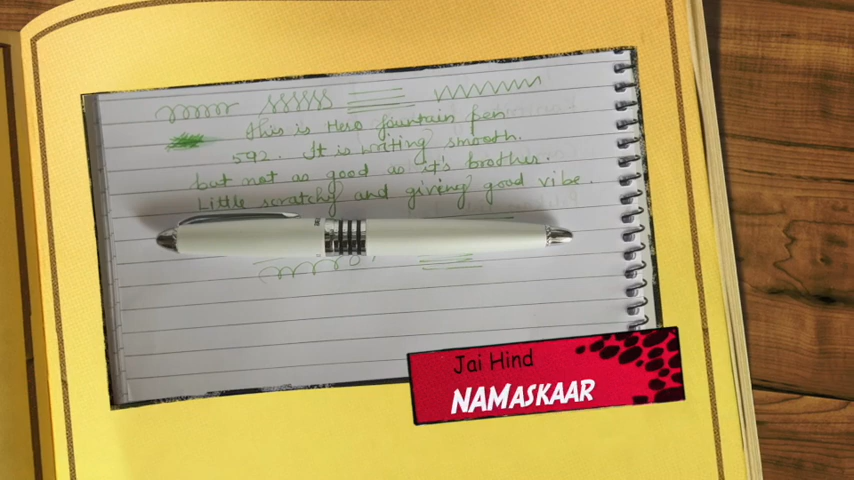 This is Hero fountain pen
592. It is writing smooth.
but not as good as it's brother.
Little scratchy and giving good vibe.
Jai Hind
NAMASKAAR